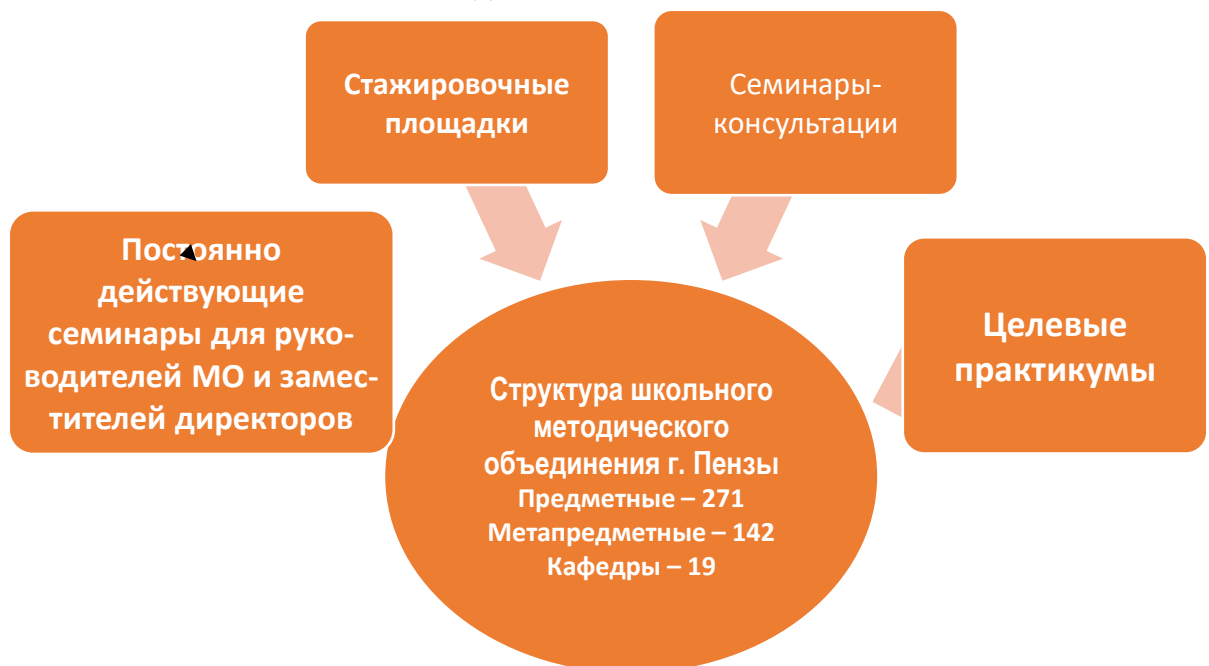 Стажировочные
площадки
Семинары-
консультации
Постоянно
действующие
семинары для руко-
водителей МО и замес-
тителей директоров
Целевые
практикумы
Структура школьного
методического
объединения г. Пензы
Предметные – 271
Метапредметные – 142
Кафедры – 19